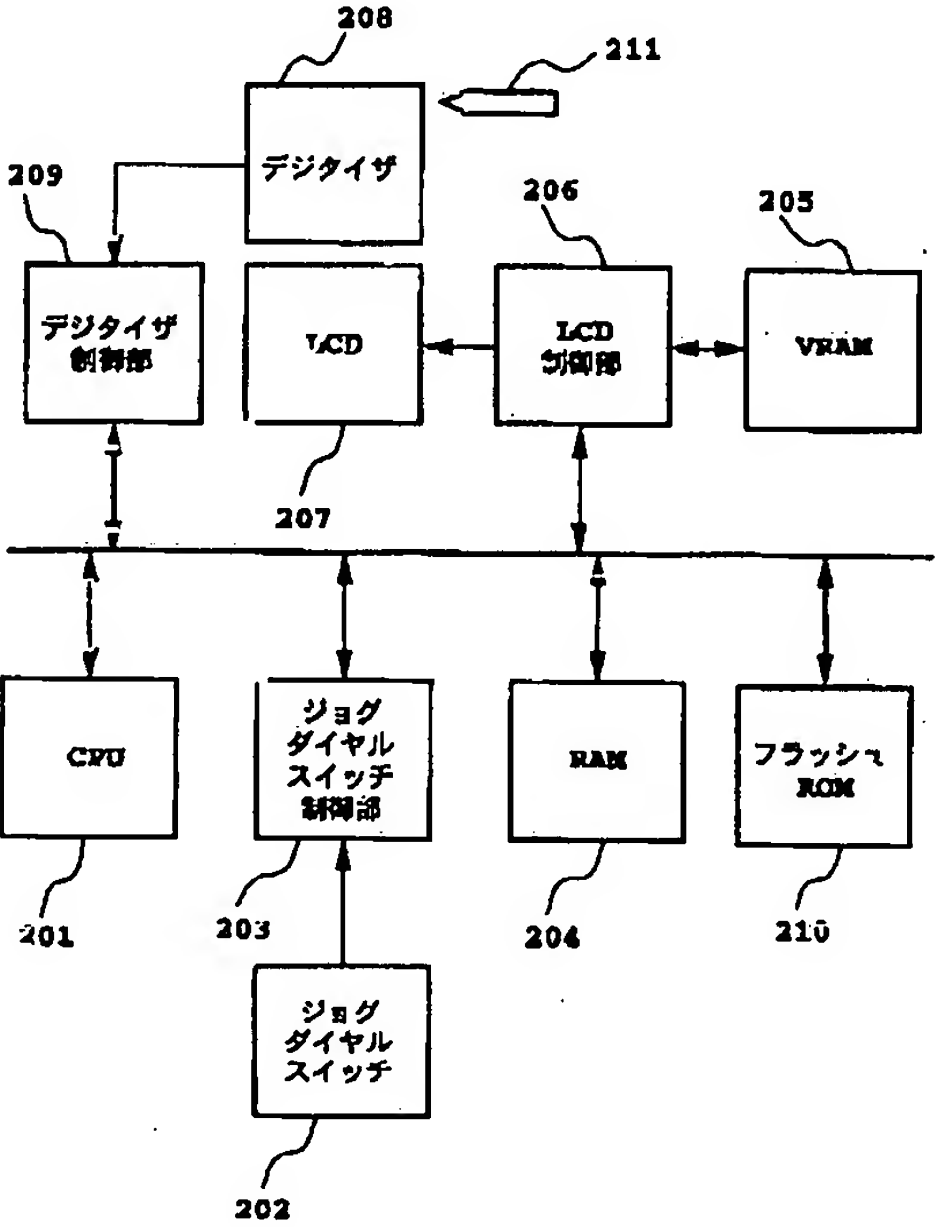 208
211
デジタイザ
209
206
205
デジタイザ
制御部
LCD
LCD
制御部
VRAM
207
CPU
ジョグ
ダイヤル
スイッチ
制御部
RAM
フラッシュ
ROM
201
203
204
210
ジョグ
ダイヤル
スイッチ
202